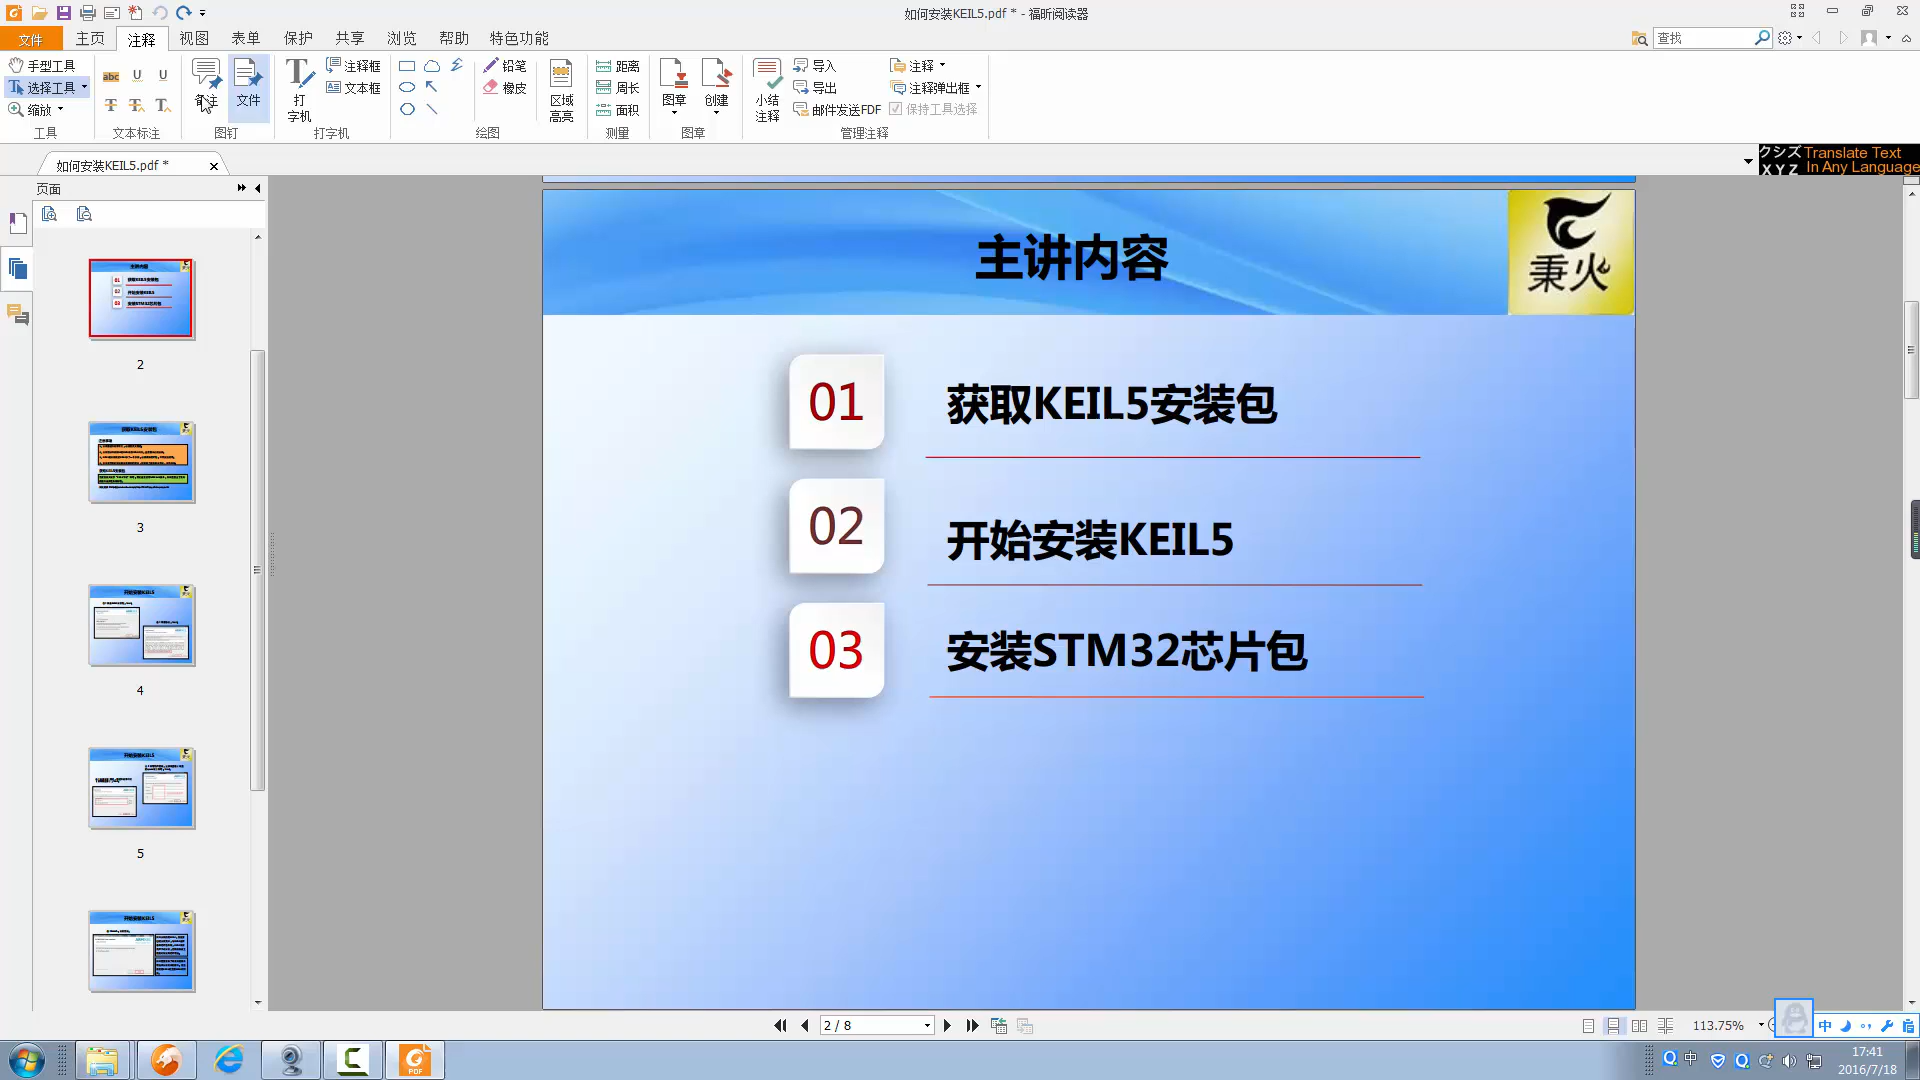 如何安装KEIL5.pdf * - 福昕阅读器
文件 主页 注释 视图 表单 保护 共享 浏览 帮助 特色功能
查找
手型工具
选择工具
缩放
工具
abc U U
T T T
文本标注
备注
文件
图钉
打
字机
注释框
文本框
打字机
铅笔
橡皮
绘图
区域
高亮
距离
周长
面积
测量
图章
创建
图章
小结
注释
导入
导出
邮件发送FDF
注释
注释弹出框
保持工具选择
管理注释
如何安装KEIL5.pdf *
クシズ Translate Text
XYZ In Any Language
页面
2
3
4
5
主讲内容
秉火
01 获取KEIL5安装包
02 开始安装KEIL5
03 安装STM32芯片包
2 / 8
113.75%
中
中
17:41
2016/7/18